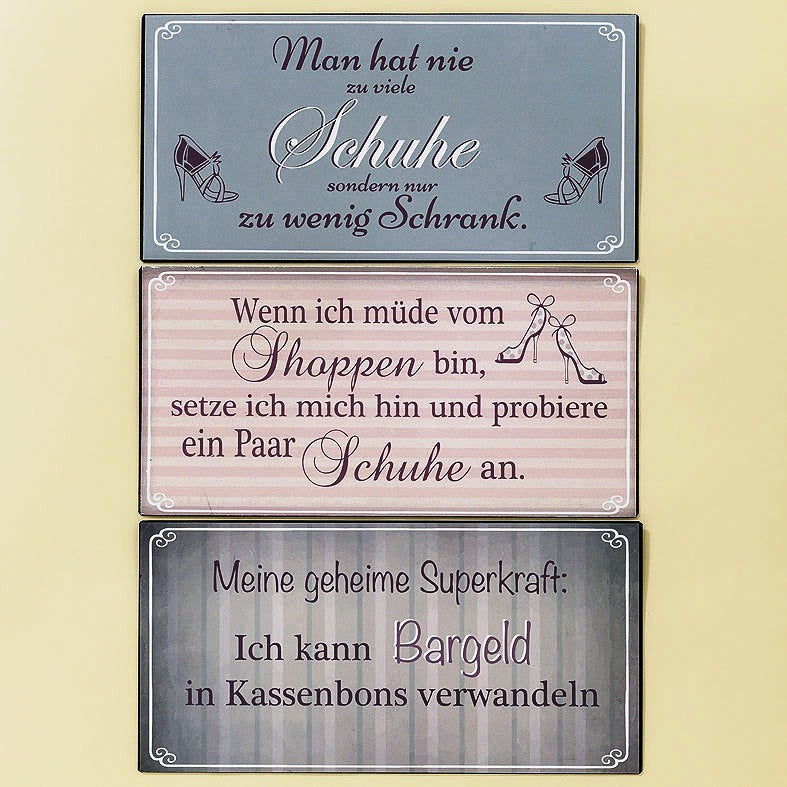 Man hat nie
zu viele
Schuhe
sondern nur
zu wenig Schrank.
Wenn ich müde vom
Shoppen bin,
setze ich mich hin und probiere
ein Paar Schuhe an.
Meine geheime Superkraft:
Ich kann Bargeld
in Kassenbons verwandeln